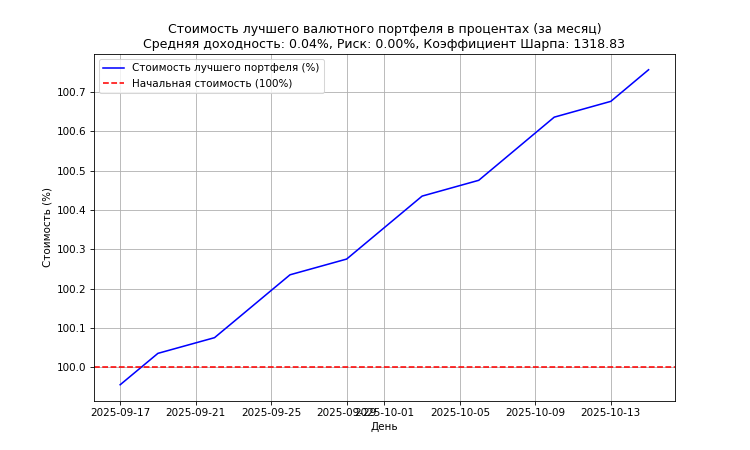 Стоимость лучшего валютного портфеля в процентах (за месяц)
Средняя доходность: 0.04%, Риск: 0.00%, Коэффициент Шарпа: 1318.83
Стоимость лучшего портфеля (%)
Начальная стоимость (100%)
Стоимость (%)
100.7
100.6
100.5
100.4
100.3
100.2
100.1
100.0
2025-09-17 2025-09-21 2025-09-25 2025-09-29 2025-10-01 2025-10-05 2025-10-09 2025-10-13
День